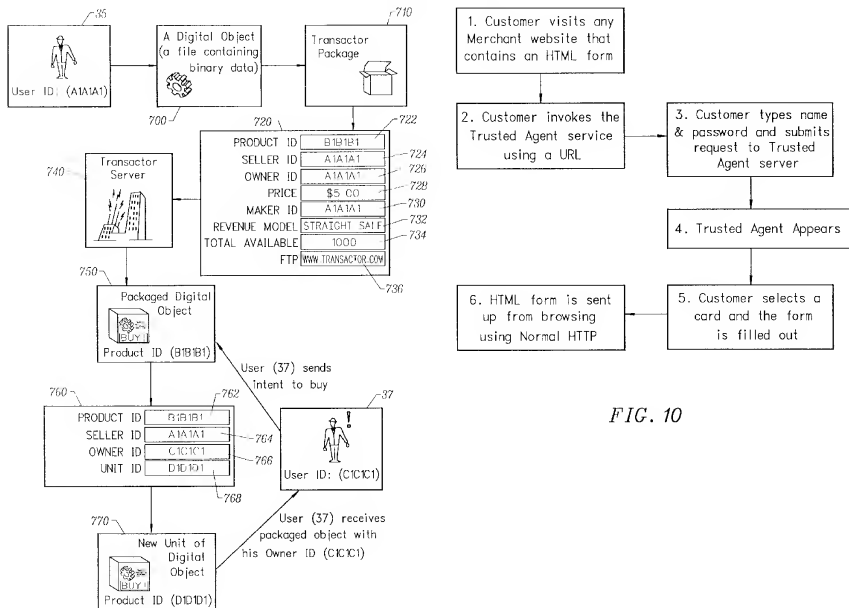 35
User ID: (A1A1A1)
A Digital Object
(a file containing
binary data)
700
710
Transactor
Package
720
722
PRODUCT ID B1B1B1
SELLER ID A1A1A1
724
OWNER ID A1A1A1
726
PRICE $5.00
728
MAKER ID A1A1A1
730
REVENUE MODEL STRAIGHT SALE
732
TOTAL AVAILABLE 1000
734
FTP WWW.TRANSACTOR.COM
736
740
Transactor
Server
750
Packaged Digital
Object
BUY!
Product ID (B1B1B1)
User (37) sends
intent to buy
760
762
PRODUCT ID B1B1B1
SELLER ID A1A1A1
764
OWNER ID C1C1C1
766
UNIT ID D1D1D1
768
37
!
User ID: (C1C1C1)
User (37) receives
packaged object with
his Owner ID (C1C1C1)
770
New Unit of
Digital
Object
BUY!
Product ID (D1D1D1)
1. Customer visits any
Merchant website that
contains an HTML form
2. Customer invokes the
Trusted Agent service
using a URL
3. Customer types name
& password and submits
request to Trusted
Agent server
4. Trusted Agent Appears
5. Customer selects a
card and the form
is filled out
6. HTML form is sent
up from browsing
using Normal HTTP
FIG. 10